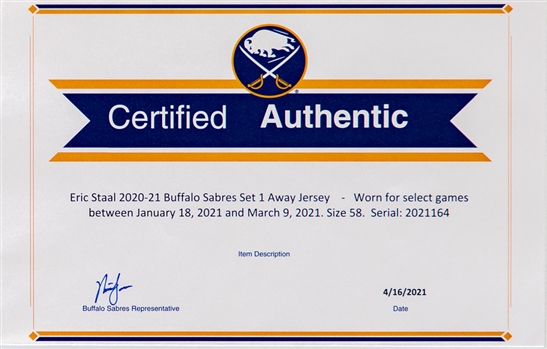 Certified Authentic
Eric Staal 2020-21 Buffalo Sabres Set 1 Away Jersey - Worn for select games
between January 18, 2021 and March 9, 2021. Size 58. Serial: 2021164
Item Description
4/16/2021
Buffalo Sabres Representative Date